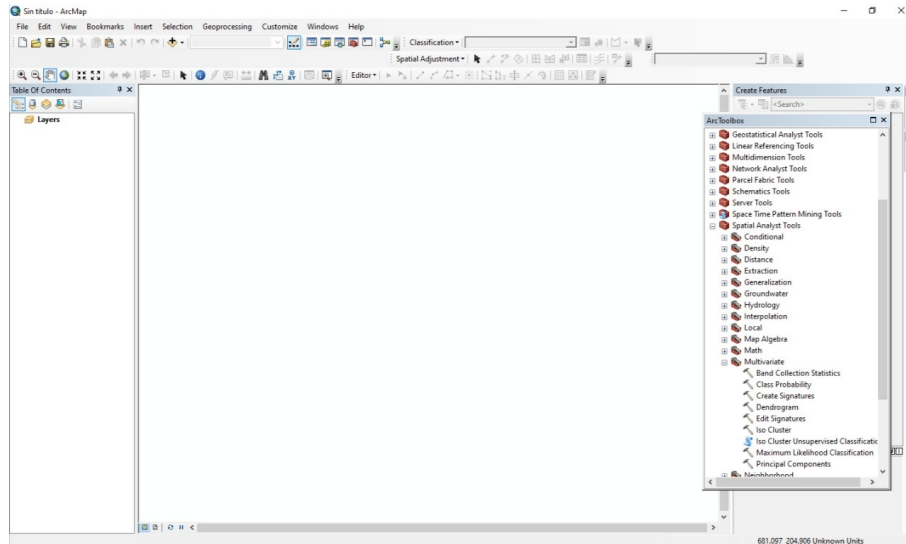 Sin título - ArcMap
File Edit View Bookmarks Insert Selection Geoprocessing Customize Windows Help
Classification
Spatial Adjustment
Editor
Table Of Contents
Layers
Create Features
<Search>
ArcToolbox
Geostatistical Analyst Tools
Linear Referencing Tools
Multidimension Tools
Network Analyst Tools
Parcel Fabric Tools
Schematics Tools
Server Tools
Space Time Pattern Mining Tools
Spatial Analyst Tools
Conditional
Density
Distance
Extraction
Generalization
Groundwater
Hydrology
Interpolation
Local
Map Algebra
Math
Multivariate
Band Collection Statistics
Class Probability
Create Signatures
Dendrogram
Edit Signatures
Iso Cluster
Iso Cluster Unsupervised Classificatic
Maximum Likelihood Classification
Principal Components
Neighborhood
681.097 204.906 Unknown Units